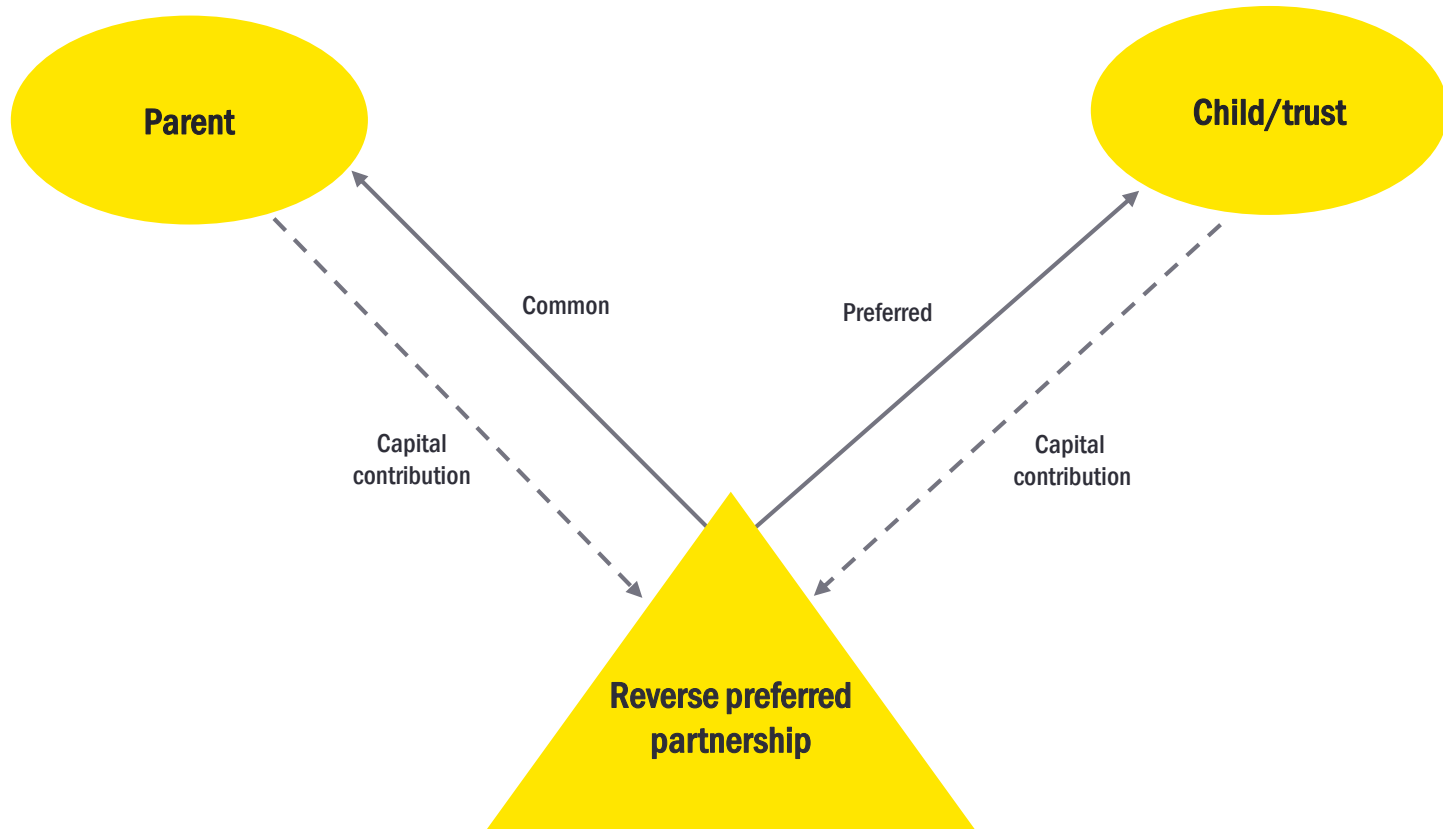 Parent
Child/trust
Common
Preferred
Capital
contribution
Capital
contribution
Reverse preferred
partnership